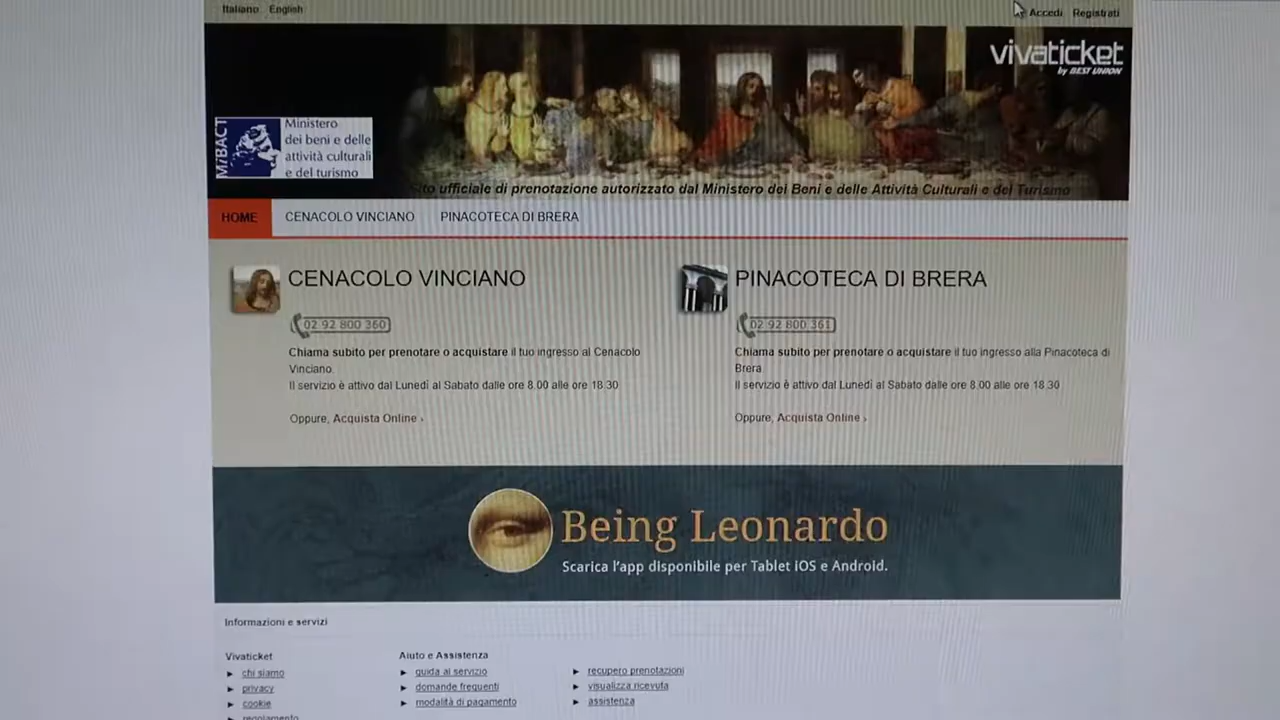 Italiano English
Accedi Registrati
vivaticket
by BEST UNION
MiBACT
Ministero
dei beni e delle
attività culturali
e del turismo
ito ufficiale di prenotazione autorizzato dal Ministero dei Beni e delle Attività Culturali e del Turismo
HOME CENACOLO VINCIANO PINACOTECA DI BRERA
CENACOLO VINCIANO
02 92 800 360
Chiama subito per prenotare o acquistare il tuo ingresso al Cenacolo
Vinciano.
Il servizio è attivo dal Lunedì al Sabato dalle ore 8.00 alle ore 18.30
Oppure, Acquista Online ›
PINACOTECA DI BRERA
02 92 800 361
Chiama subito per prenotare o acquistare il tuo ingresso alla Pinacoteca di
Brera
Il servizio è attivo dal Lunedì al Sabato dalle ore 8.00 alle ore 18.30
Oppure, Acquista Online ›
Being Leonardo
Scarica l'app disponibile per Tablet iOS e Android.
Informazioni e servizi
Vivaticket
► chi siamo
► privacy
► cookie
► regolamento
Aiuto e Assistenza
► guida al servizio
► domande frequenti
► modalità di pagamento
► recupero prenotazioni
► visualizza ricevuta
► assistenza